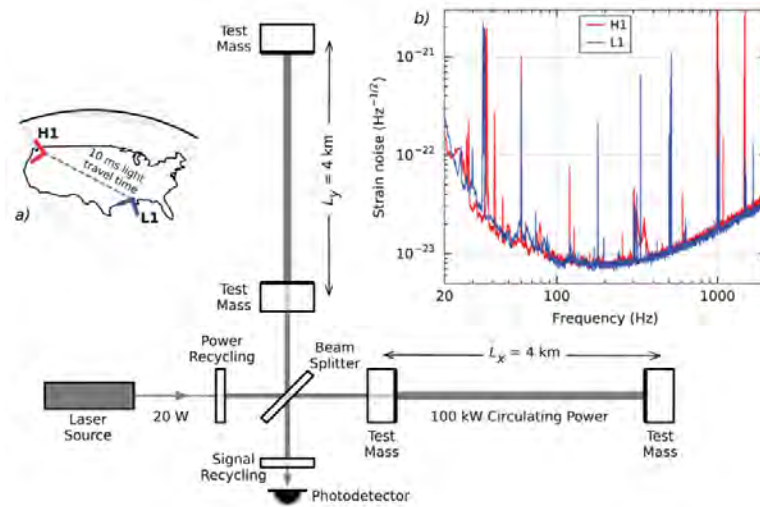 Test
Mass
b)
H1
L1
10⁻²¹
10⁻²²
10⁻²³
Strain noise (Hz⁻¹/²)
20
100
1000
Frequency (Hz)
H1
10 ms light
travel time
L1
a)
L_y = 4 km
Test
Mass
Power
Recycling
Beam
Splitter
L_x = 4 km
Laser
Source
20 W
100 kW Circulating Power
Test
Mass
Test
Mass
Signal
Recycling
Photodetector